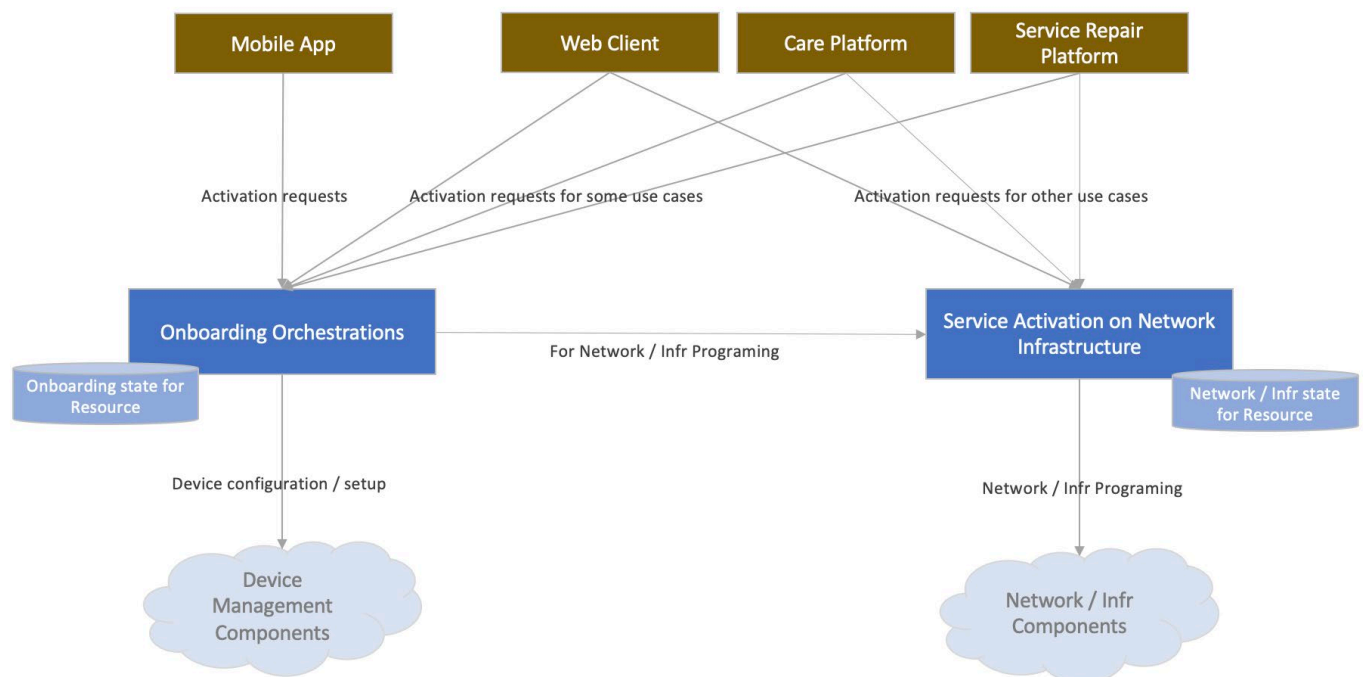 Mobile App
Web Client
Care Platform
Service Repair
Platform
Activation requests
Activation requests for some use cases
Activation requests for other use cases
Onboarding Orchestrations
Service Activation on Network
Infrastructure
For Network / Infr Programing
Onboarding state for
Resource
Network / Infr state
for Resource
Device configuration / setup
Network / Infr Programing
Device
Management
Components
Network / Infr
Components